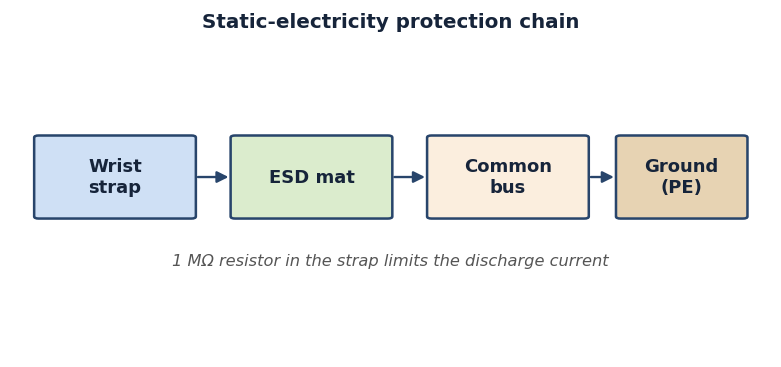 Static-electricity protection chain
Wrist
strap
ESD mat
Common
bus
Ground
(PE)
1 MΩ resistor in the strap limits the discharge current